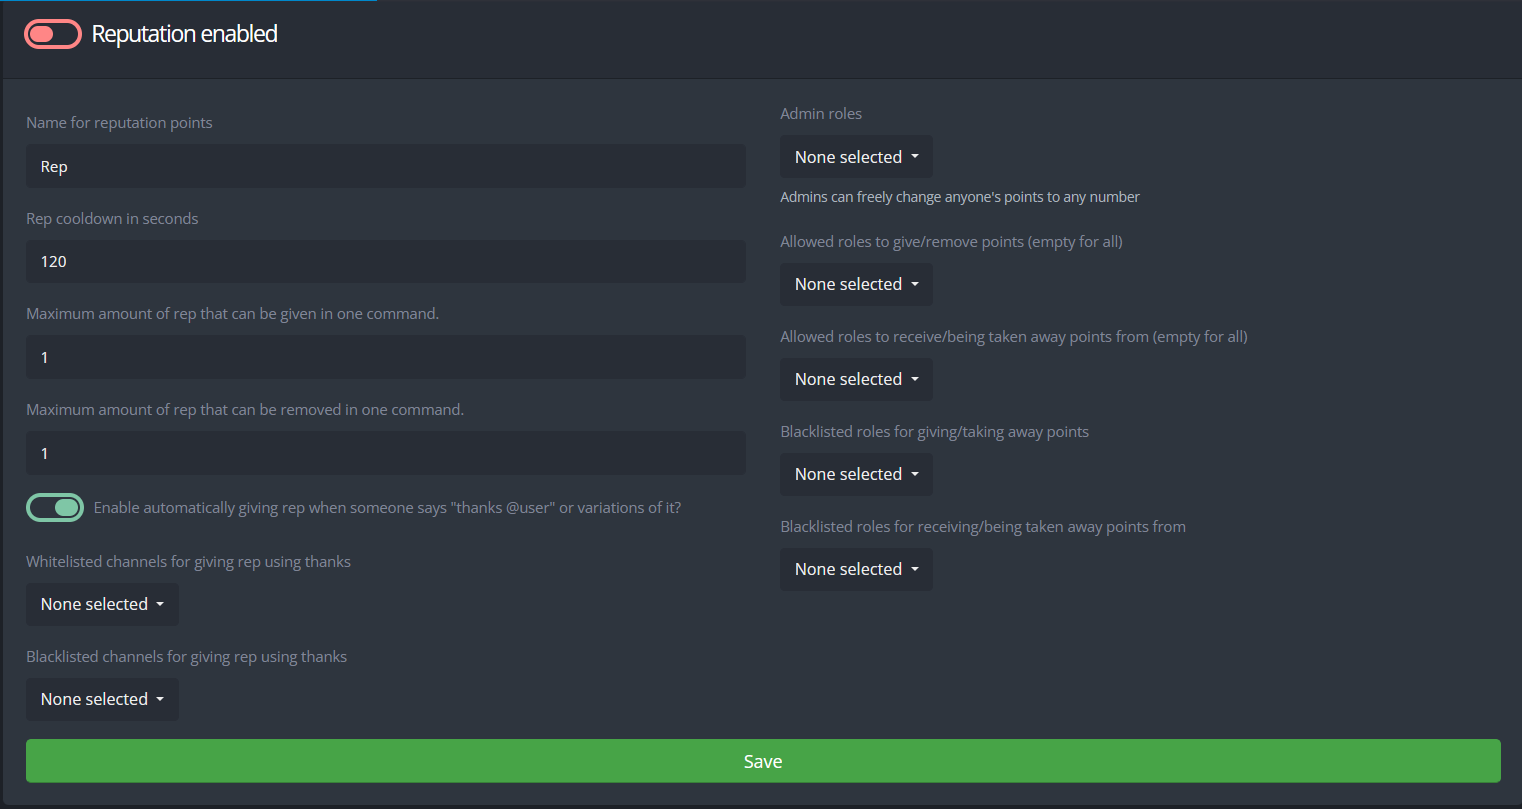 Reputation enabled
Name for reputation points
Rep
Rep cooldown in seconds
120
Maximum amount of rep that can be given in one command.
1
Maximum amount of rep that can be removed in one command.
1
Enable automatically giving rep when someone says "thanks @user" or variations of it?
Whitelisted channels for giving rep using thanks
None selected
Blacklisted channels for giving rep using thanks
None selected
Admin roles
None selected
Admins can freely change anyone's points to any number
Allowed roles to give/remove points (empty for all)
None selected
Allowed roles to receive/being taken away points from (empty for all)
None selected
Blacklisted roles for giving/taking away points
None selected
Blacklisted roles for receiving/being taken away points from
None selected
Save